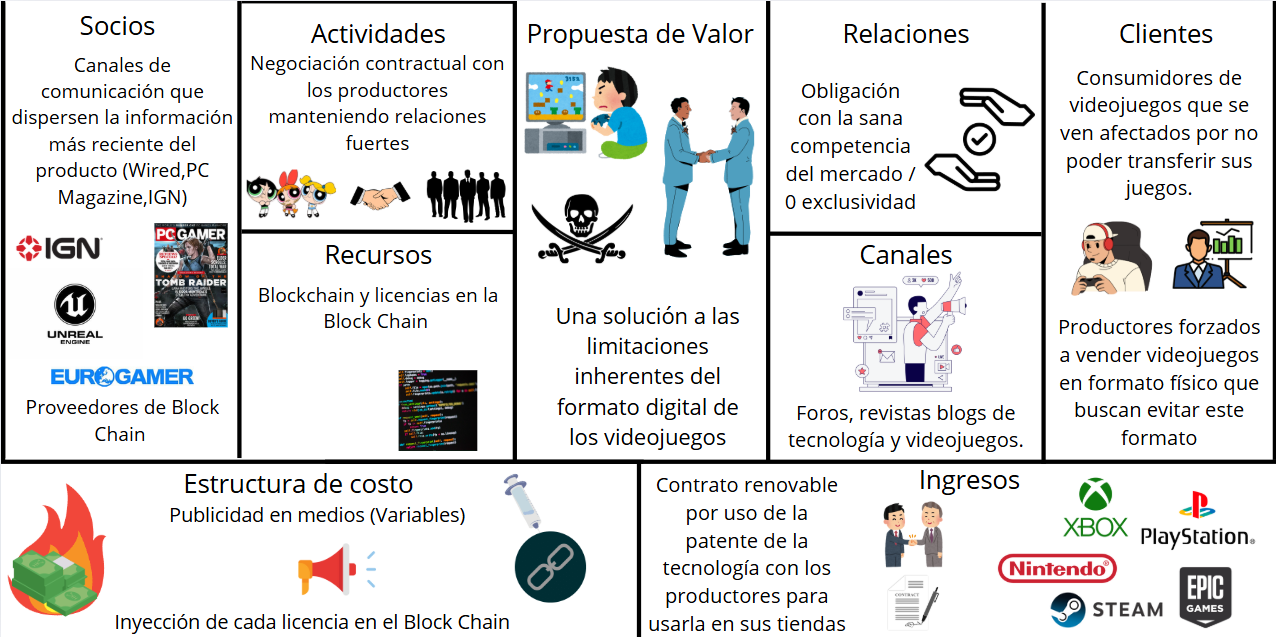 Socios
Canales de
comunicación que
dispersen la información
más reciente del
producto (Wired,PC
Magazine,IGN)
IGN
PC GAMER
TOMB RAIDER
UNREAL
ENGINE
EUROGAMER
Proveedores de Block
Chain
Actividades
Negociación contractual con
los productores
manteniendo relaciones
fuertes
Recursos
Blockchain y licencias en la
Block Chain
Propuesta de Valor
Una solución a las
limitaciones
inherentes del
formato digital de
los videojuegos
Relaciones
Obligación
con la sana
competencia
del mercado /
0 exclusividad
Canales
Foros, revistas blogs de
tecnología y videojuegos.
Clientes
Consumidores de
videojuegos que se
ven afectados por no
poder transferir sus
juegos.
Productores forzados
a vender videojuegos
en formato físico que
buscan evitar este
formato
Estructura de costo
Publicidad en medios (Variables)
Inyección de cada licencia en el Block Chain
Ingresos
Contrato renovable
por uso de la
patente de la
tecnología con los
productores para
usarla en sus tiendas
CONTRACT
XBOX
PlayStation
Nintendo
STEAM
EPIC
GAMES